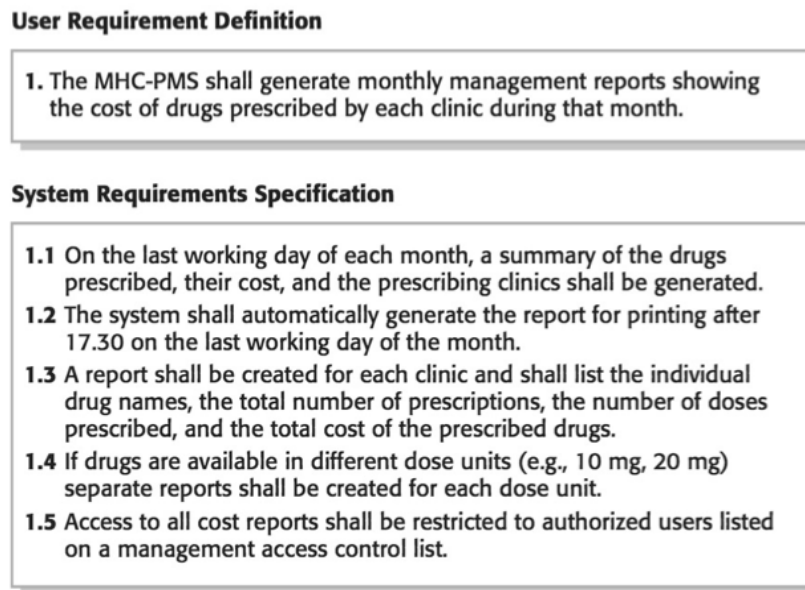 User Requirement Definition
1. The MHC-PMS shall generate monthly management reports showing
the cost of drugs prescribed by each clinic during that month.
System Requirements Specification
1.1 On the last working day of each month, a summary of the drugs
prescribed, their cost, and the prescribing clinics shall be generated.
1.2 The system shall automatically generate the report for printing after
17.30 on the last working day of the month.
1.3 A report shall be created for each clinic and shall list the individual
drug names, the total number of prescriptions, the number of doses
prescribed, and the total cost of the prescribed drugs.
1.4 If drugs are available in different dose units (e.g., 10 mg, 20 mg)
separate reports shall be created for each dose unit.
1.5 Access to all cost reports shall be restricted to authorized users listed
on a management access control list.